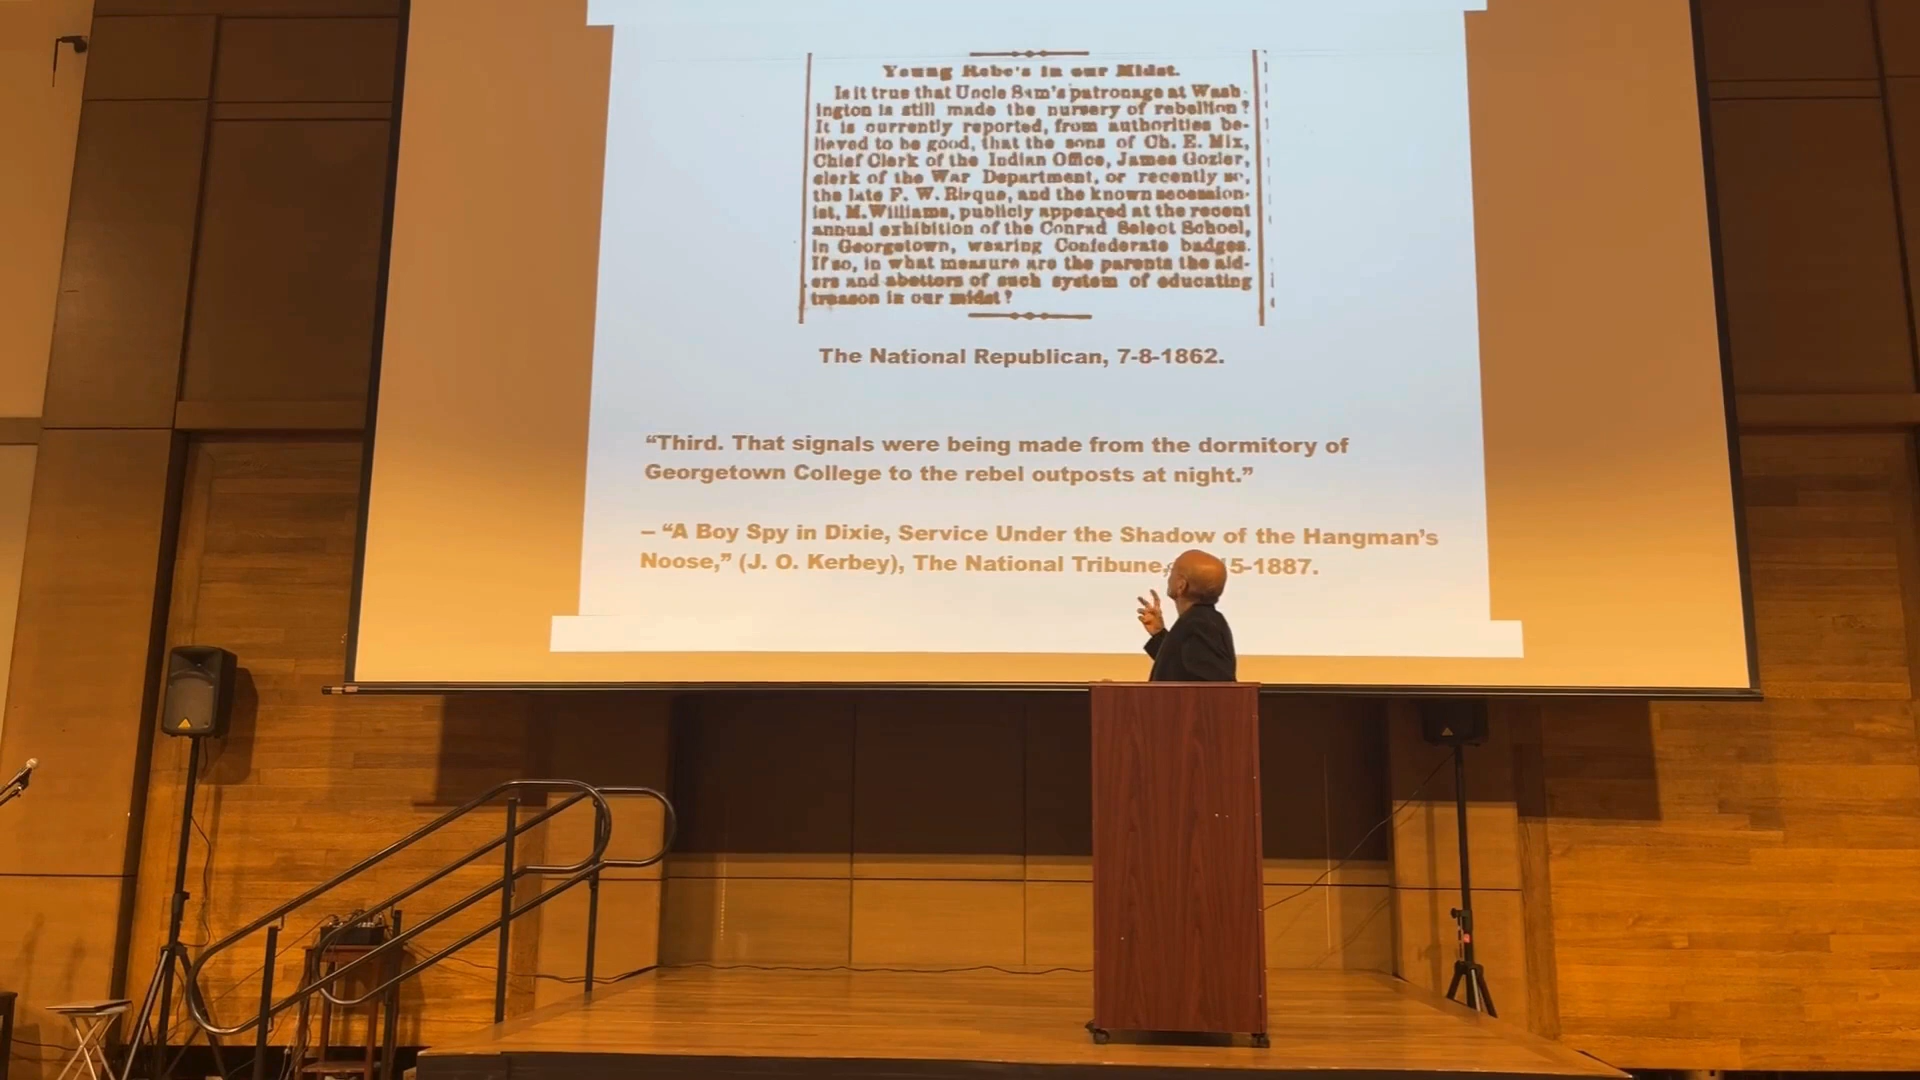 Young Rebe's in our Midst.
Is it true that Uncle Sam's patronage at Wash-
ington is still made the nursery of rebellion?
It is currently reported, from authorities be-
lieved to be good, that the sons of Ch. E. Mix,
Chief Clerk of the Indian Office, James Gozler,
clerk of the War Department, or recently so,
the late F. W. Risque, and the known secession-
ist, M. Williams, publicly appeared at the recent
annual exhibition of the Conrad Select School,
in Georgetown, wearing Confederate badges.
If so, in what measure are the parents the aid-
ers and abettors of such system of educating
treason in our midst?
The National Republican, 7-8-1862.
“Third. That signals were being made from the dormitory of
Georgetown College to the rebel outposts at night.”
– “A Boy Spy in Dixie, Service Under the Shadow of the Hangman's
Noose,” (J. O. Kerbey), The National Tribune, 5-1887.